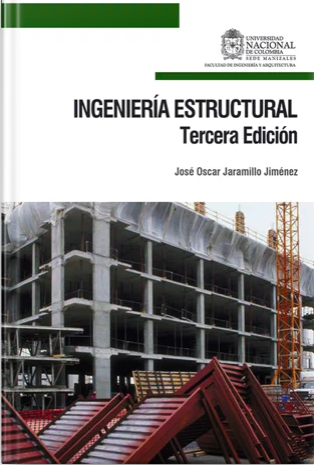 UNIVERSIDAD
NACIONAL
DE COLOMBIA
SEDE MANIZALES
FACULTAD DE INGENIERÍA Y ARQUITECTURA
INGENIERÍA ESTRUCTURAL
Tercera Edición
José Oscar Jaramillo Jiménez